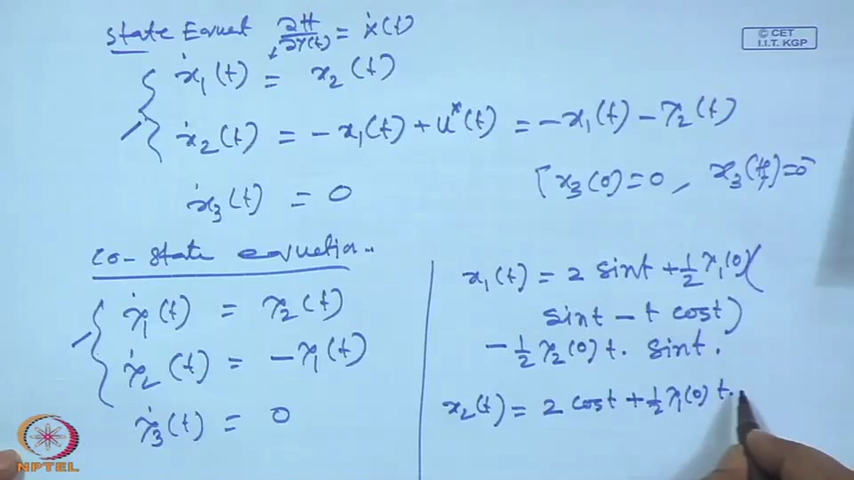 State Equat ∂H/∂λ(t) = ẋ(t)
© CET
I.I.T. KGP
ẋ₁(t) = x₂(t)
ẋ₂(t) = -x₁(t) + u*(t) = -x₁(t) - λ₂(t)
ẋ₃(t) = 0
[x₃(0) = 0, x₃(tf) = 0
Co-state equation..
λ̇₁(t) = λ₂(t)
λ̇₂(t) = -λ₁(t)
λ̇₃(t) = 0
x₁(t) = 2 sint + ½ λ₁(0)(
sint - t cost)
- ½ λ₂(0) t. sint.
x₂(t) = 2 cost + ½ λ₁(0) t.
NPTEL